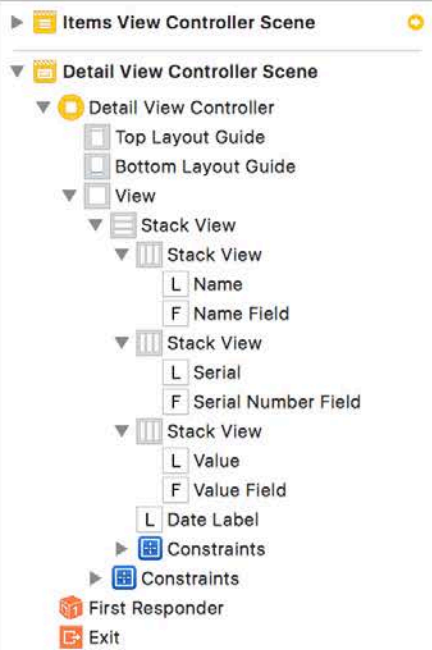 Items View Controller Scene
Detail View Controller Scene
Detail View Controller
Top Layout Guide
Bottom Layout Guide
View
Stack View
Stack View
L Name
F Name Field
Stack View
L Serial
F Serial Number Field
Stack View
L Value
F Value Field
L Date Label
Constraints
Constraints
First Responder
Exit